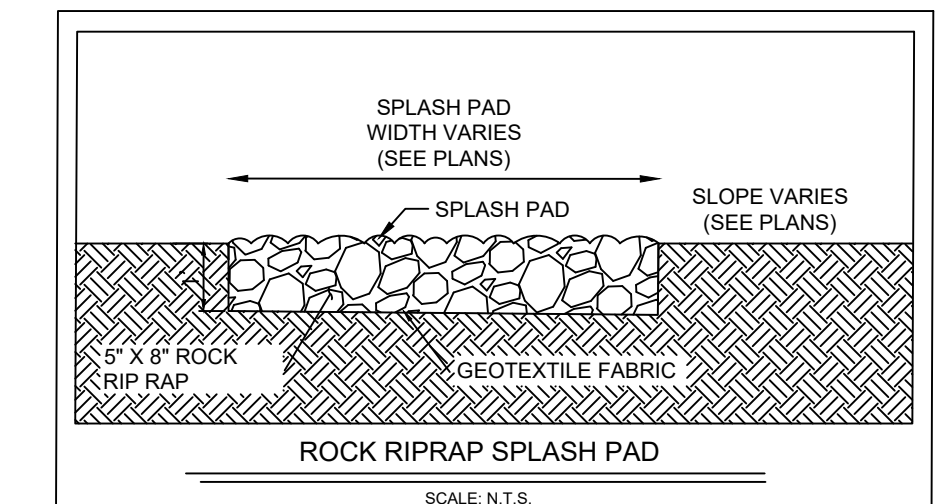 SPLASH PAD
WIDTH VARIES
(SEE PLANS)
SPLASH PAD
SLOPE VARIES
(SEE PLANS)
5" X 8" ROCK
RIP RAP
GEOTEXTILE FABRIC
ROCK RIPRAP SPLASH PAD
SCALE: N.T.S.